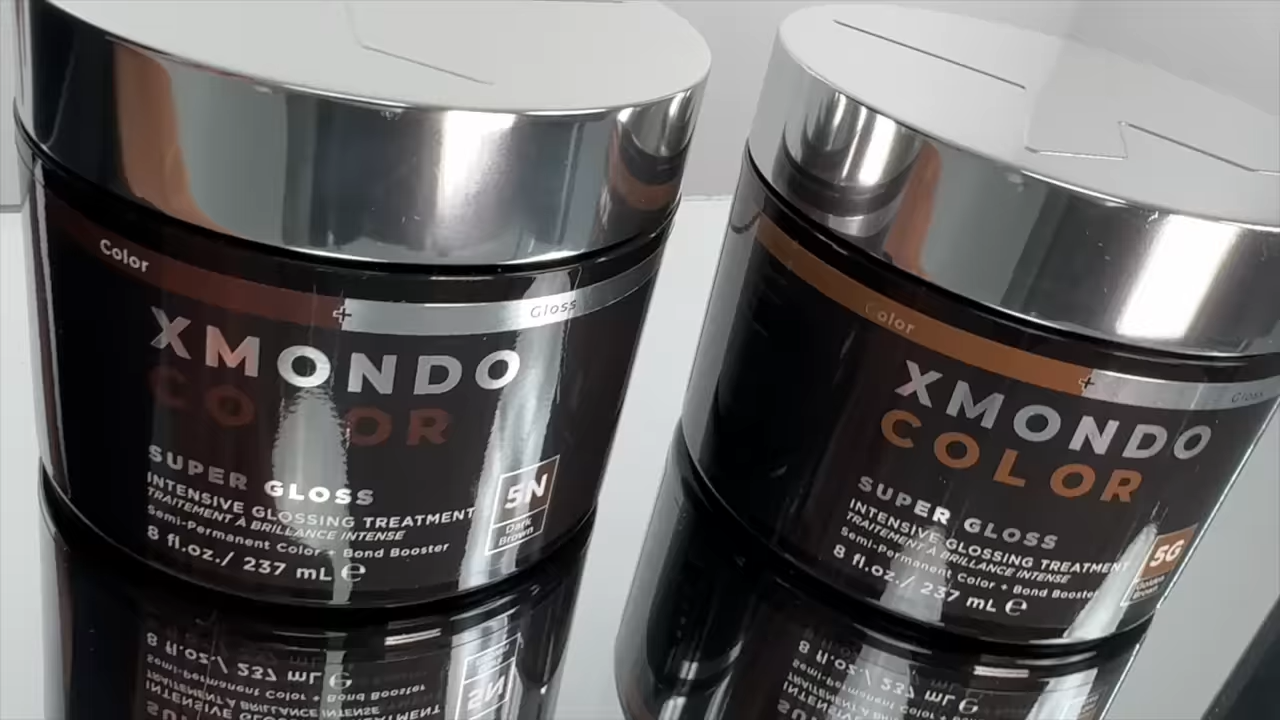 Color + Gloss
XMONDO
COLOR
SUPER GLOSS
INTENSIVE GLOSSING TREATMENT
TRAITEMENT À BRILLANCE INTENSE
Semi-Permanent Color + Bond Booster
8 fl.oz./ 237 mL ℮
5N
Dark
Brown
Color + Gloss
XMONDO
COLOR
SUPER GLOSS
INTENSIVE GLOSSING TREATMENT
TRAITEMENT À BRILLANCE INTENSE
Semi-Permanent Color + Bond Booster
8 fl.oz./ 237 mL ℮
5G
Golden
Brown